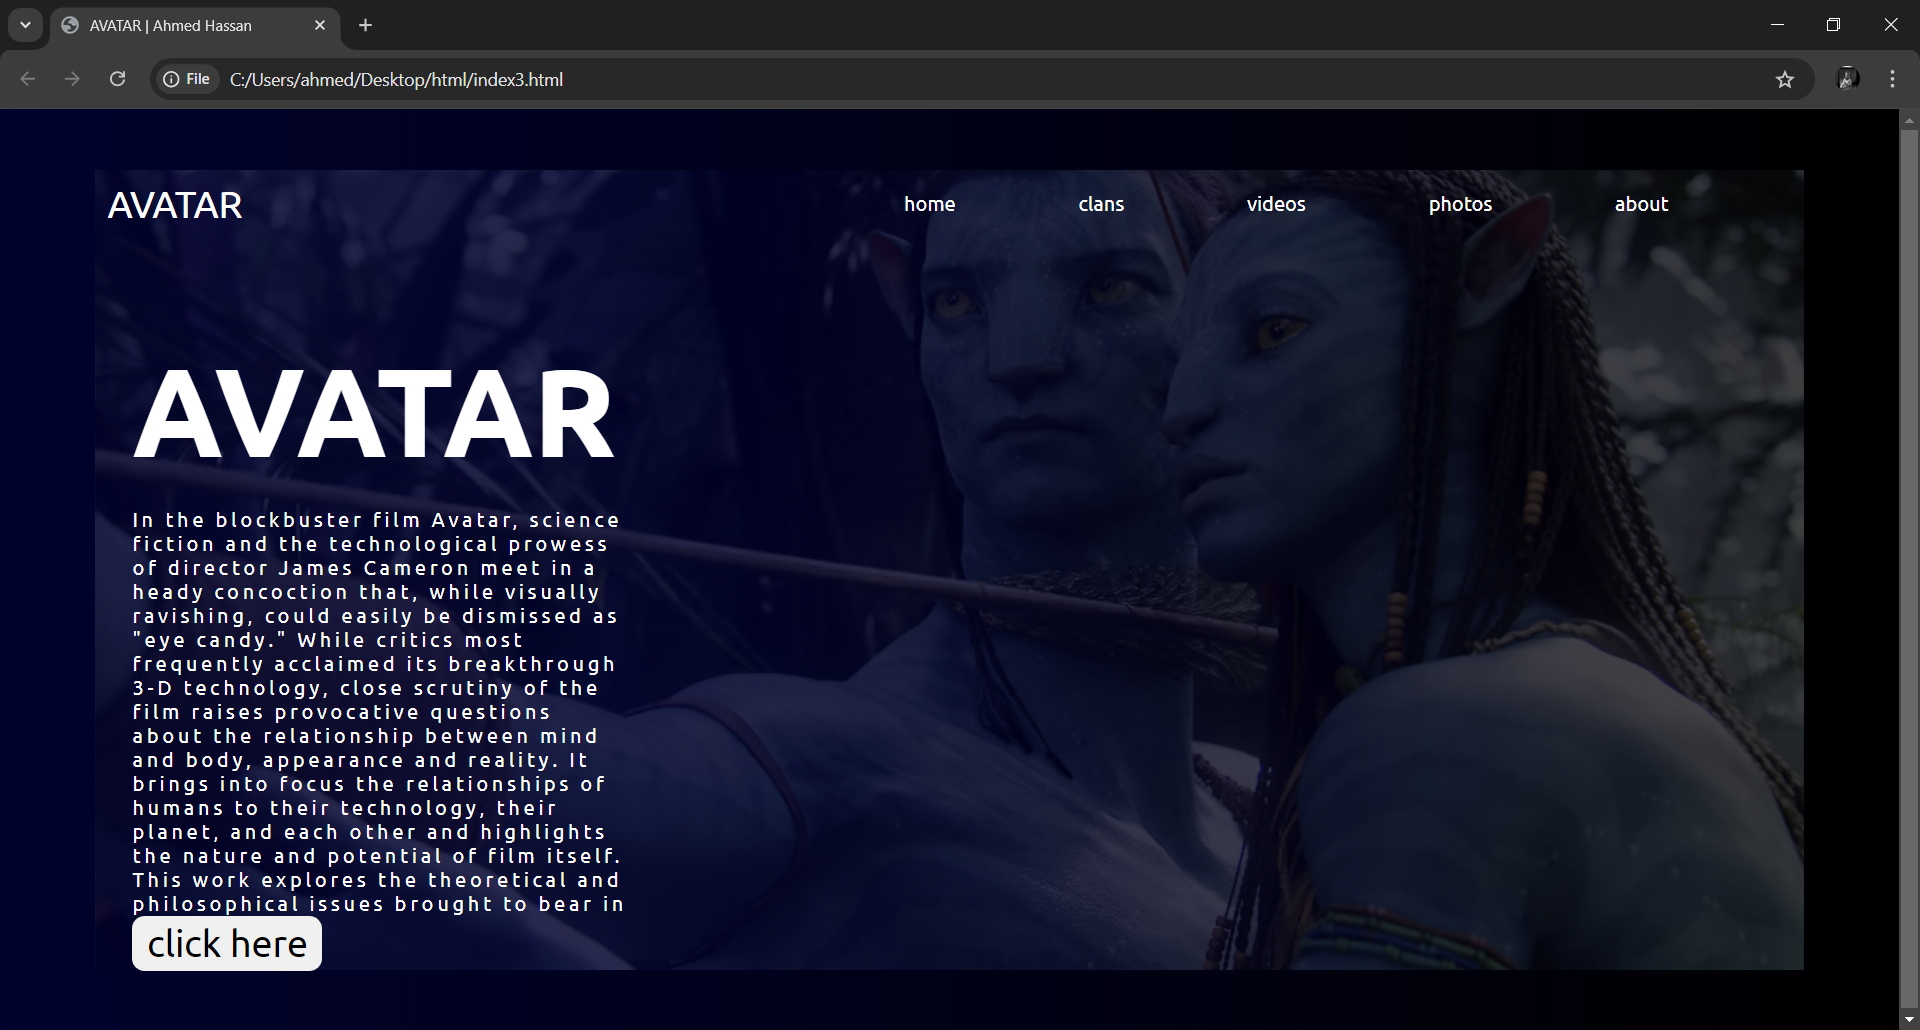 AVATAR | Ahmed Hassan
File C:/Users/ahmed/Desktop/html/index3.html
AVATAR home clans videos photos about
AVATAR
In the blockbuster film Avatar, science
fiction and the technological prowess
of director James Cameron meet in a
heady concoction that, while visually
ravishing, could easily be dismissed as
"eye candy." While critics most
frequently acclaimed its breakthrough
3-D technology, close scrutiny of the
film raises provocative questions
about the relationship between mind
and body, appearance and reality. It
brings into focus the relationships of
humans to their technology, their
planet, and each other and highlights
the nature and potential of film itself.
This work explores the theoretical and
philosophical issues brought to bear in
click here